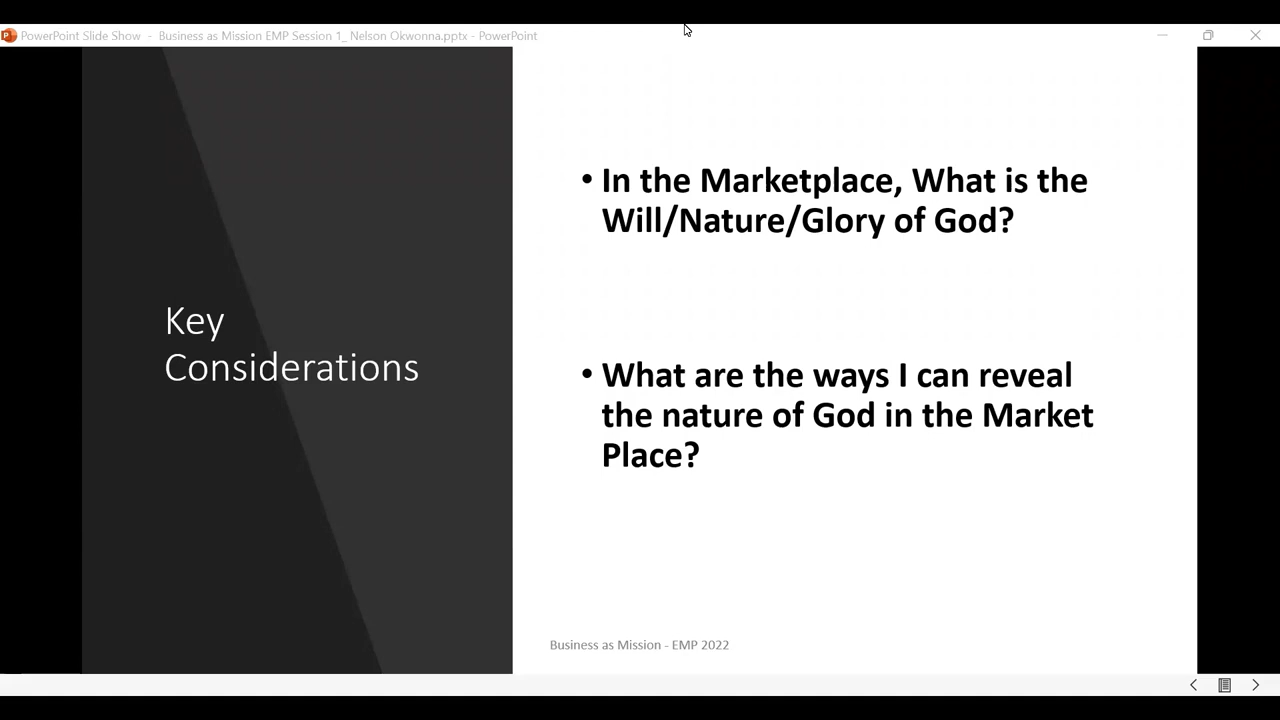 PowerPoint Slide Show - Business as Mission EMP Session 1_ Nelson Okwonna.pptx - PowerPoint
Key
Considerations
• In the Marketplace, What is the
Will/Nature/Glory of God?
• What are the ways I can reveal
the nature of God in the Market
Place?
Business as Mission - EMP 2022